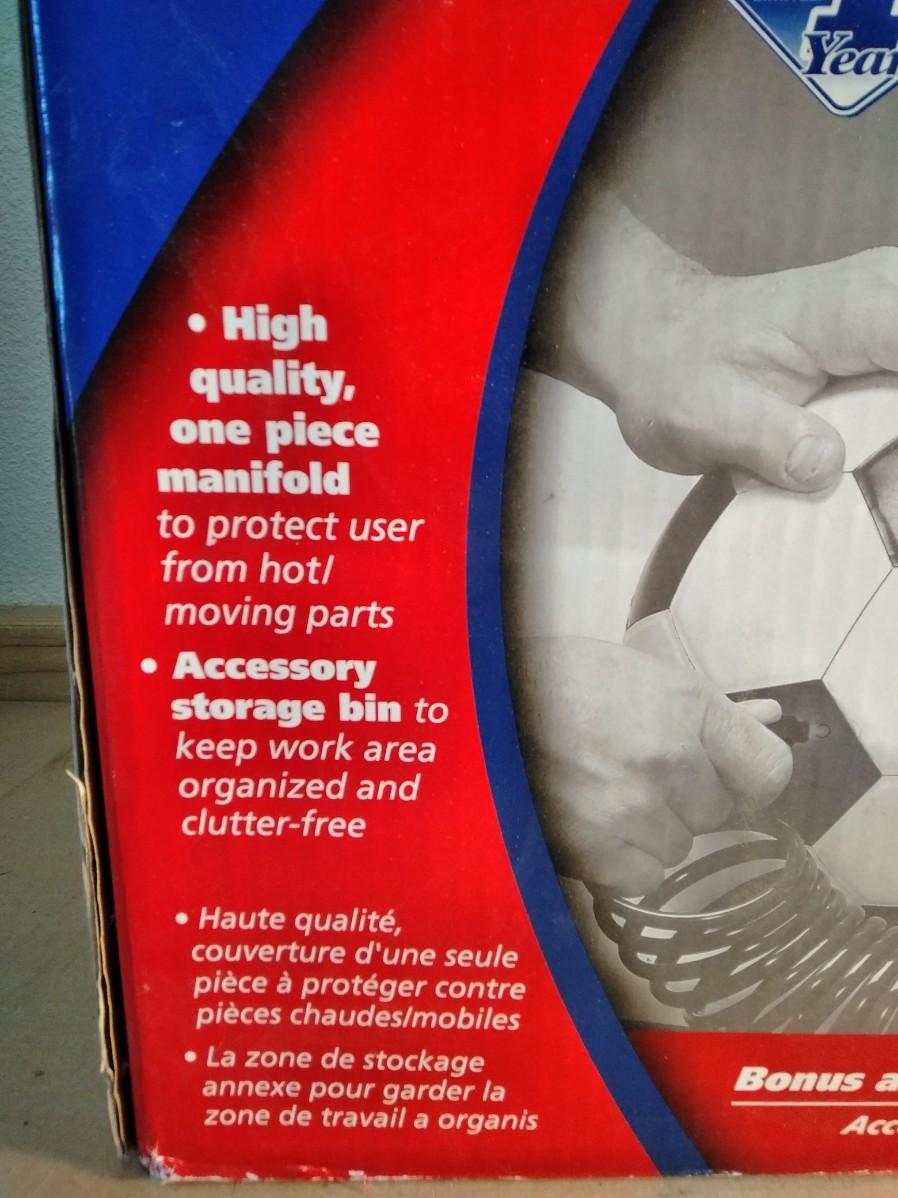 • High
quality,
one piece
manifold
to protect user
from hot/
moving parts
• Accessory
storage bin to
keep work area
organized and
clutter-free
• Haute qualité,
couverture d'une seule
pièce à protéger contre
pièces chaudes/mobiles
• La zone de stockage
annexe pour garder la
zone de travail a organis
Bonus